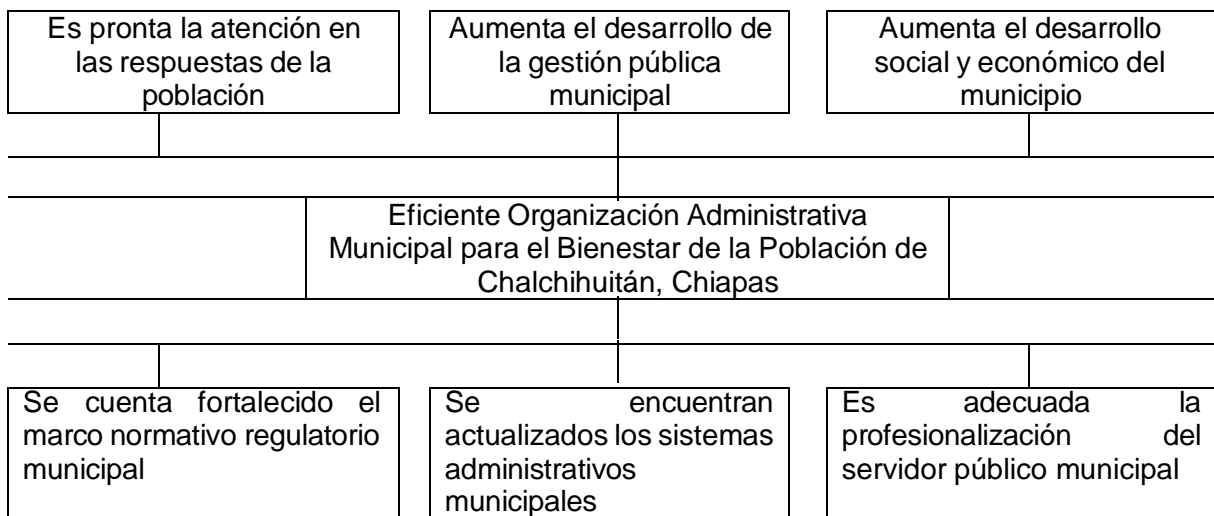 Es pronta la atención en
las respuestas de la
población
Aumenta el desarrollo de
la gestión pública
municipal
Aumenta el desarrollo
social y económico del
municipio
Eficiente Organización Administrativa
Municipal para el Bienestar de la Población de
Chalchihuitán, Chiapas
Se cuenta fortalecido el
marco normativo regulatorio
municipal
Se encuentran
actualizados los sistemas
administrativos
municipales
Es adecuada la
profesionalización del
servidor público municipal